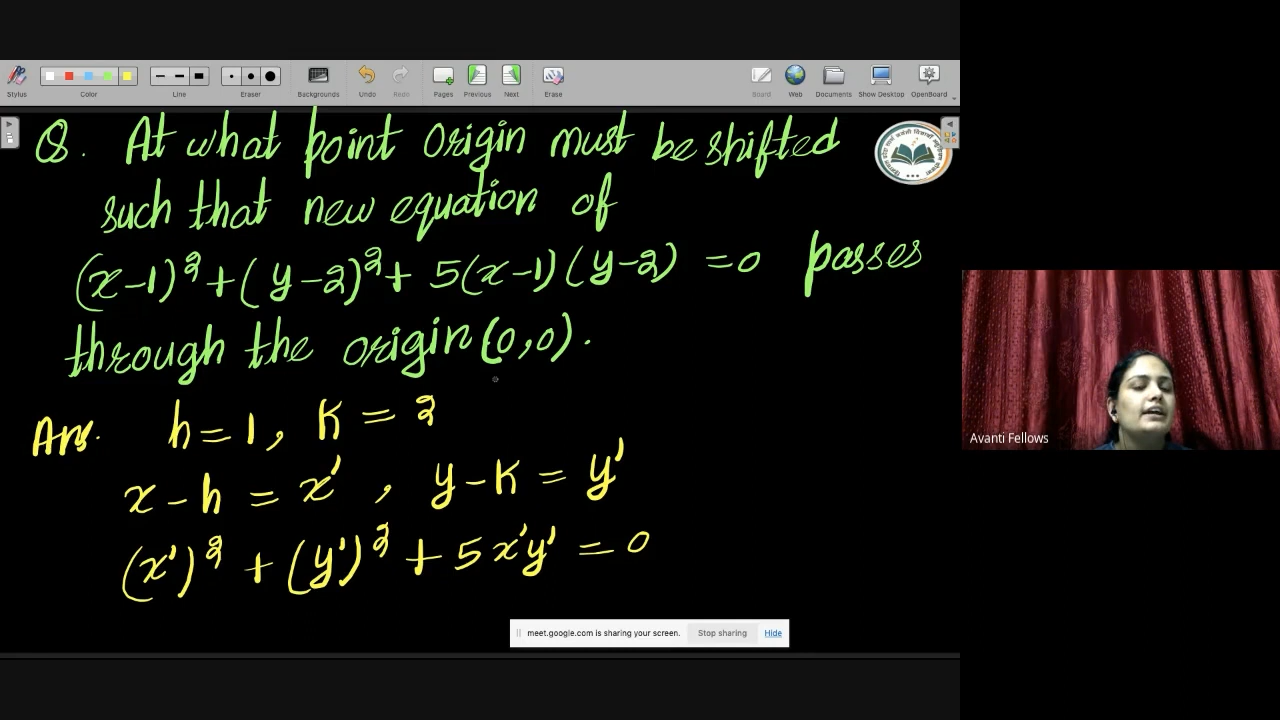 Stylus
Color
Line
Eraser
Backgrounds
Undo
Redo
Pages
Previous
Next
Erase
Board
Web
Documents
Show Desktop
OpenBoard
Q. At what point origin must be shifted
such that new equation of
(x-1)² + (y-2)² + 5(x-1)(y-2) = 0 passes
through the origin (0,0).
Ans. h = 1, k = 2
x - h = x', y - k = y'
(x')² + (y')² + 5x'y' = 0
Avanti Fellows
meet.google.com is sharing your screen.
Stop sharing
Hide